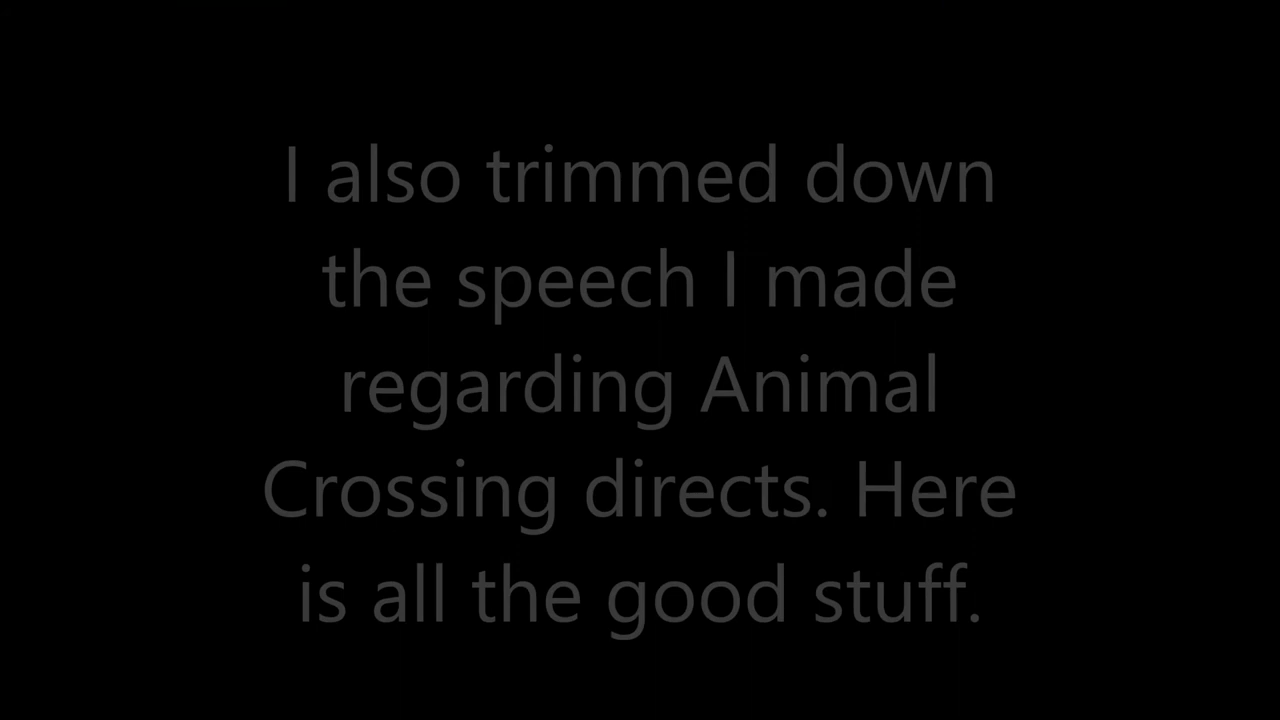 I also trimmed down
the speech I made
regarding Animal
Crossing directs. Here
is all the good stuff.